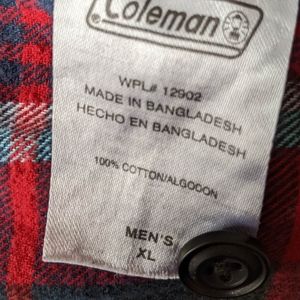 Coleman
WPL# 12902
MADE IN BANGLADESH
HECHO EN BANGLADESH
100% COTTON/ALGODON
MEN'S
XL